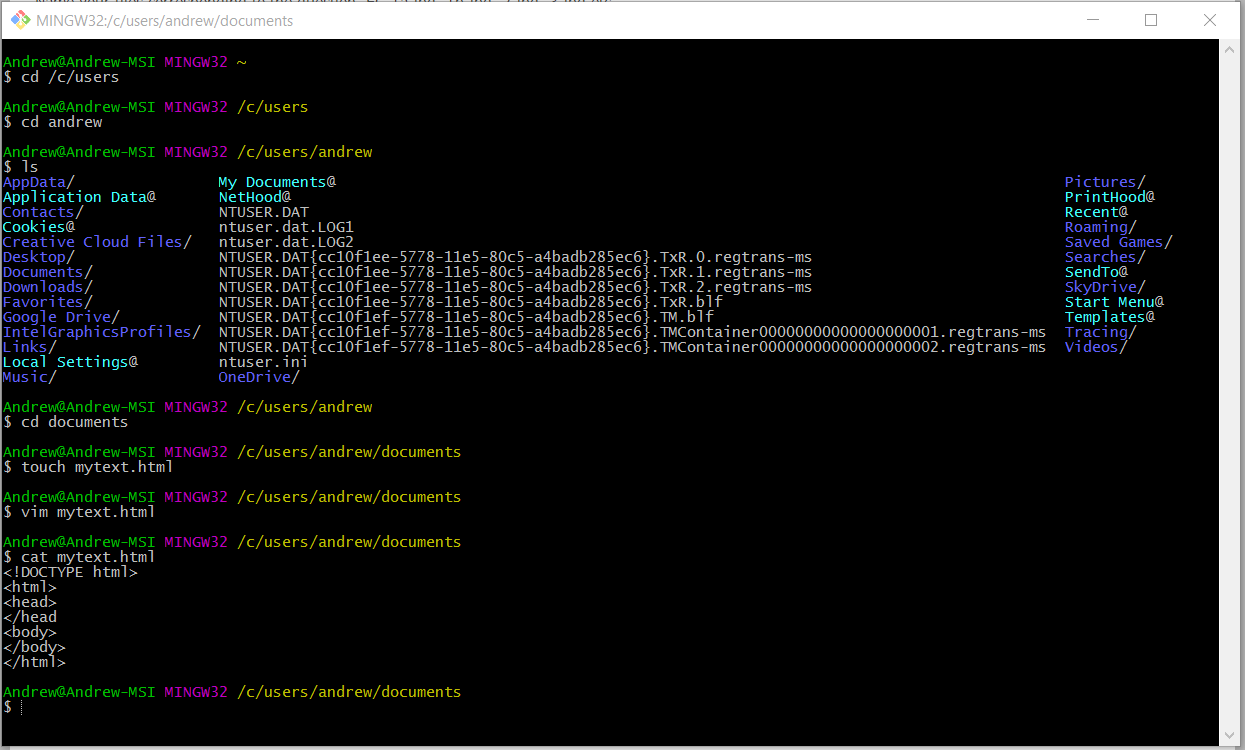 MINGW32:/c/users/andrew/documents
Andrew@Andrew-MSI MINGW32 ~
$ cd /c/users
Andrew@Andrew-MSI MINGW32 /c/users
$ cd andrew
Andrew@Andrew-MSI MINGW32 /c/users/andrew
$ ls
AppData/ My Documents@ Pictures/
Application Data@ NetHood@ PrintHood@
Contacts/ NTUSER.DAT Recent@
Cookies@ ntuser.dat.LOG1 Roaming/
Creative Cloud Files/ ntuser.dat.LOG2 Saved Games/
Desktop/ NTUSER.DAT{cc10f1ee-5778-11e5-80c5-a4badb285ec6}.TxR.0.regtrans-ms Searches/
Documents/ NTUSER.DAT{cc10f1ee-5778-11e5-80c5-a4badb285ec6}.TxR.1.regtrans-ms SendTo@
Downloads/ NTUSER.DAT{cc10f1ee-5778-11e5-80c5-a4badb285ec6}.TxR.2.regtrans-ms SkyDrive/
Favorites/ NTUSER.DAT{cc10f1ee-5778-11e5-80c5-a4badb285ec6}.TxR.blf Start Menu@
Google Drive/ NTUSER.DAT{cc10f1ef-5778-11e5-80c5-a4badb285ec6}.TM.blf Templates@
IntelGraphicsProfiles/ NTUSER.DAT{cc10f1ef-5778-11e5-80c5-a4badb285ec6}.TMContainer00000000000000000001.regtrans-ms Tracing/
Links/ NTUSER.DAT{cc10f1ef-5778-11e5-80c5-a4badb285ec6}.TMContainer00000000000000000002.regtrans-ms Videos/
Local Settings@ ntuser.ini
Music/ OneDrive/
Andrew@Andrew-MSI MINGW32 /c/users/andrew
$ cd documents
Andrew@Andrew-MSI MINGW32 /c/users/andrew/documents
$ touch mytext.html
Andrew@Andrew-MSI MINGW32 /c/users/andrew/documents
$ vim mytext.html
Andrew@Andrew-MSI MINGW32 /c/users/andrew/documents
$ cat mytext.html
<!DOCTYPE html>
<html>
<head>
</head
<body>
</body>
</html>
Andrew@Andrew-MSI MINGW32 /c/users/andrew/documents
$